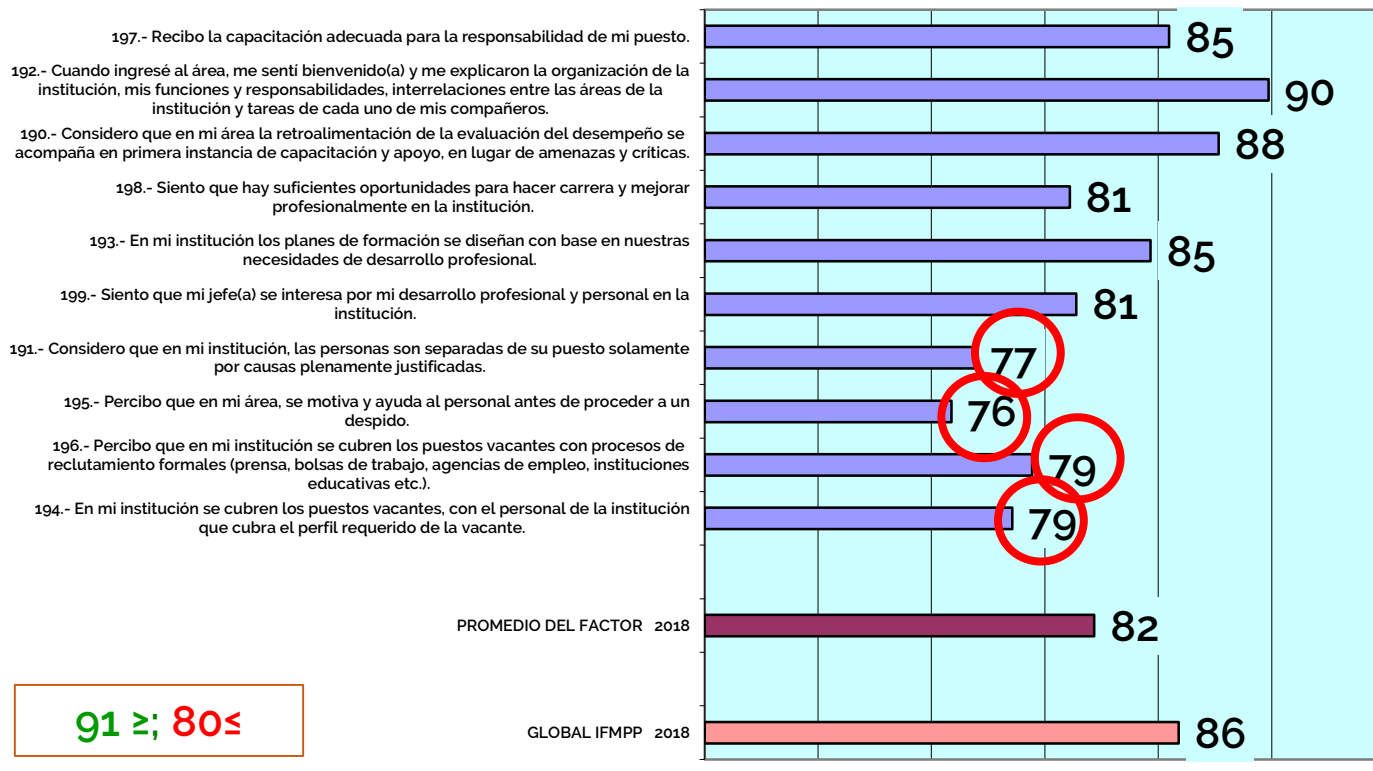 197.- Recibo la capacitación adecuada para la responsabilidad de mi puesto.
85
192.- Cuando ingresé al área, me sentí bienvenido(a) y me explicaron la organización de la
institución, mis funciones y responsabilidades, interrelaciones entre las áreas de la
institución y tareas de cada uno de mis compañeros.
90
190.- Considero que en mi área la retroalimentación de la evaluación del desempeño se
acompaña en primera instancia de capacitación y apoyo, en lugar de amenazas y críticas.
88
198.- Siento que hay suficientes oportunidades para hacer carrera y mejorar
profesionalmente en la institución.
81
193.- En mi institución los planes de formación se diseñan con base en nuestras
necesidades de desarrollo profesional.
85
199.- Siento que mi jefe(a) se interesa por mi desarrollo profesional y personal en la
institución.
81
191.- Considero que en mi institución, las personas son separadas de su puesto solamente
por causas plenamente justificadas.
77
195.- Percibo que en mi área, se motiva y ayuda al personal antes de proceder a un
despido.
76
196.- Percibo que en mi institución se cubren los puestos vacantes con procesos de
reclutamiento formales (prensa, bolsas de trabajo, agencias de empleo, instituciones
educativas etc.).
79
194.- En mi institución se cubren los puestos vacantes, con el personal de la institución
que cubra el perfil requerido de la vacante.
79
PROMEDIO DEL FACTOR 2018
82
91 ≥; 80≤
GLOBAL IFMPP 2018
86